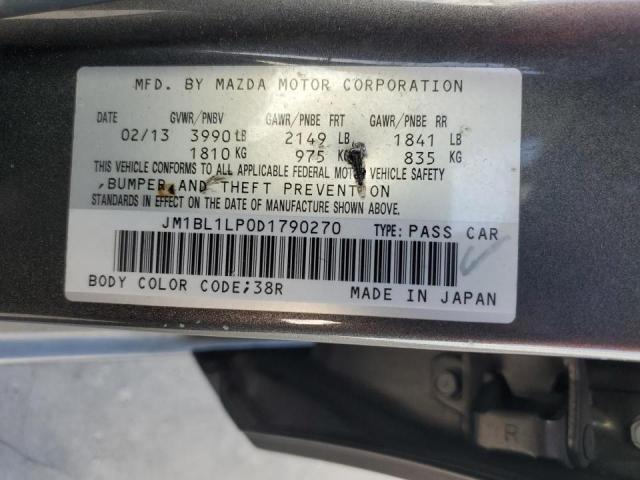 MFD. BY MAZDA MOTOR CORPORATION
DATE GVWR/PNBV GAWR/PNBE FRT GAWR/PNBE RR
02/13 3990 LB 2149 LB 1841 LB
1810 KG 975 KG 835 KG
THIS VEHICLE CONFORMS TO ALL APPLICABLE FEDERAL MOTOR VEHICLE SAFETY
,BUMPER,AND THEFT PREVENTION
STANDARDS IN EFFECT ON THE DATE OF MANUFACTURE SHOWN ABOVE.
JM1BL1LP0D1790270 TYPE: PASS CAR
BODY COLOR CODE;38R MADE IN JAPAN
R